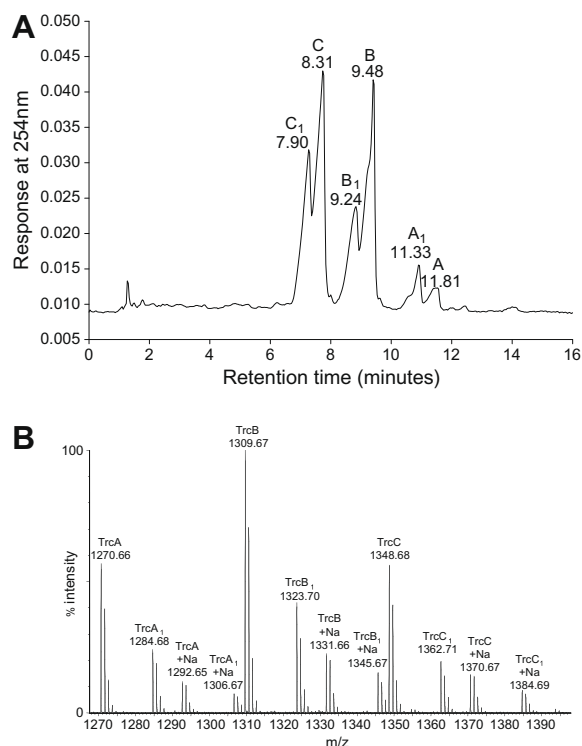 A
0.050
0.045
0.040
0.035
0.030
0.025
0.020
0.015
0.010
0.005
Response at 254nm
C
8.31
B
9.48
C1
7.90
B1
9.24
A1
11.33
A
11.81
0 2 4 6 8 10 12 14 16
Retention time (minutes)
B
100
0
% intensity
TrcB
1309.67
TrcA
1270.66
TrcC
1348.68
TrcB1
1323.70
TrcA1
1284.68
TrcA
+Na
1292.65
TrcA1
+Na
1306.67
TrcB
+Na
1331.66
TrcB1
+Na
1345.67
TrcC1
1362.71
TrcC
+Na
1370.67
TrcC1
+Na
1384.69
1270 1280 1290 1300 1310 1320 1330 1340 1350 1360 1370 1380 1390
m/z